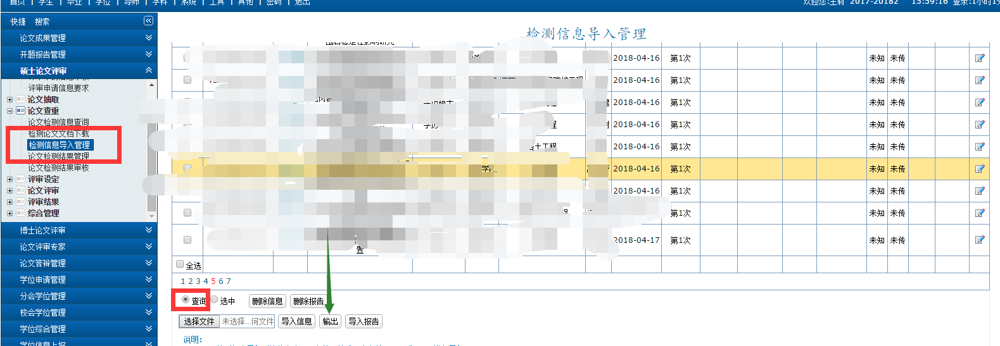 首页 | 学生 | 毕业 | 学位 | 导师 | 学科 | 系统 | 工具 | 其他 | 密码 | 退出
欢迎您:王莉 2017-20182 15:59:16 登录:1小时1分
快捷 搜索
论文成果管理
开题报告管理
硕士论文评审
评审申请信息要求
论文抽取
论文查重
论文检测信息查询
检测论文文档下载
检测信息导入管理
论文检测结果管理
论文检测结果审核
评审设定
论文评审
评审结果
综合管理
博士论文评审
论文评审专家
论文答辩管理
学位申请管理
分会学位管理
校会学位管理
学位综合管理
学位信息上报
检测信息导入管理
2018-04-16 第1次 未知 未传
2018-04-16 第1次 未知 未传
2018-04-16 第1次 未知 未传
程 2018-04-16 第1次 未知 未传
土工程 2018-04-16 第1次 未知 未传
2018-04-16 第1次 未知 未传
2018-04-16 第1次 未知 未传
第1次 未知 未传
2018-04-17 第1次 未知 未传
全选
1 2 3 4 5 6 7
查询 选中 删除信息 删除报告
选择文件 未选择...何文件 导入信息 输出 导入报告
说明: